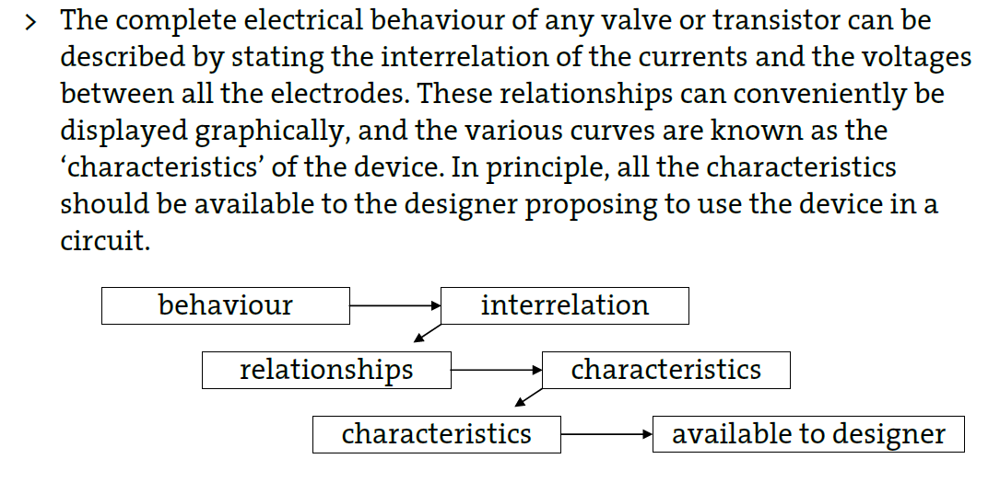 > The complete electrical behaviour of any valve or transistor can be
described by stating the interrelation of the currents and the voltages
between all the electrodes. These relationships can conveniently be
displayed graphically, and the various curves are known as the
‘characteristics’ of the device. In principle, all the characteristics
should be available to the designer proposing to use the device in a
circuit.
behaviour interrelation
relationships characteristics
characteristics available to designer